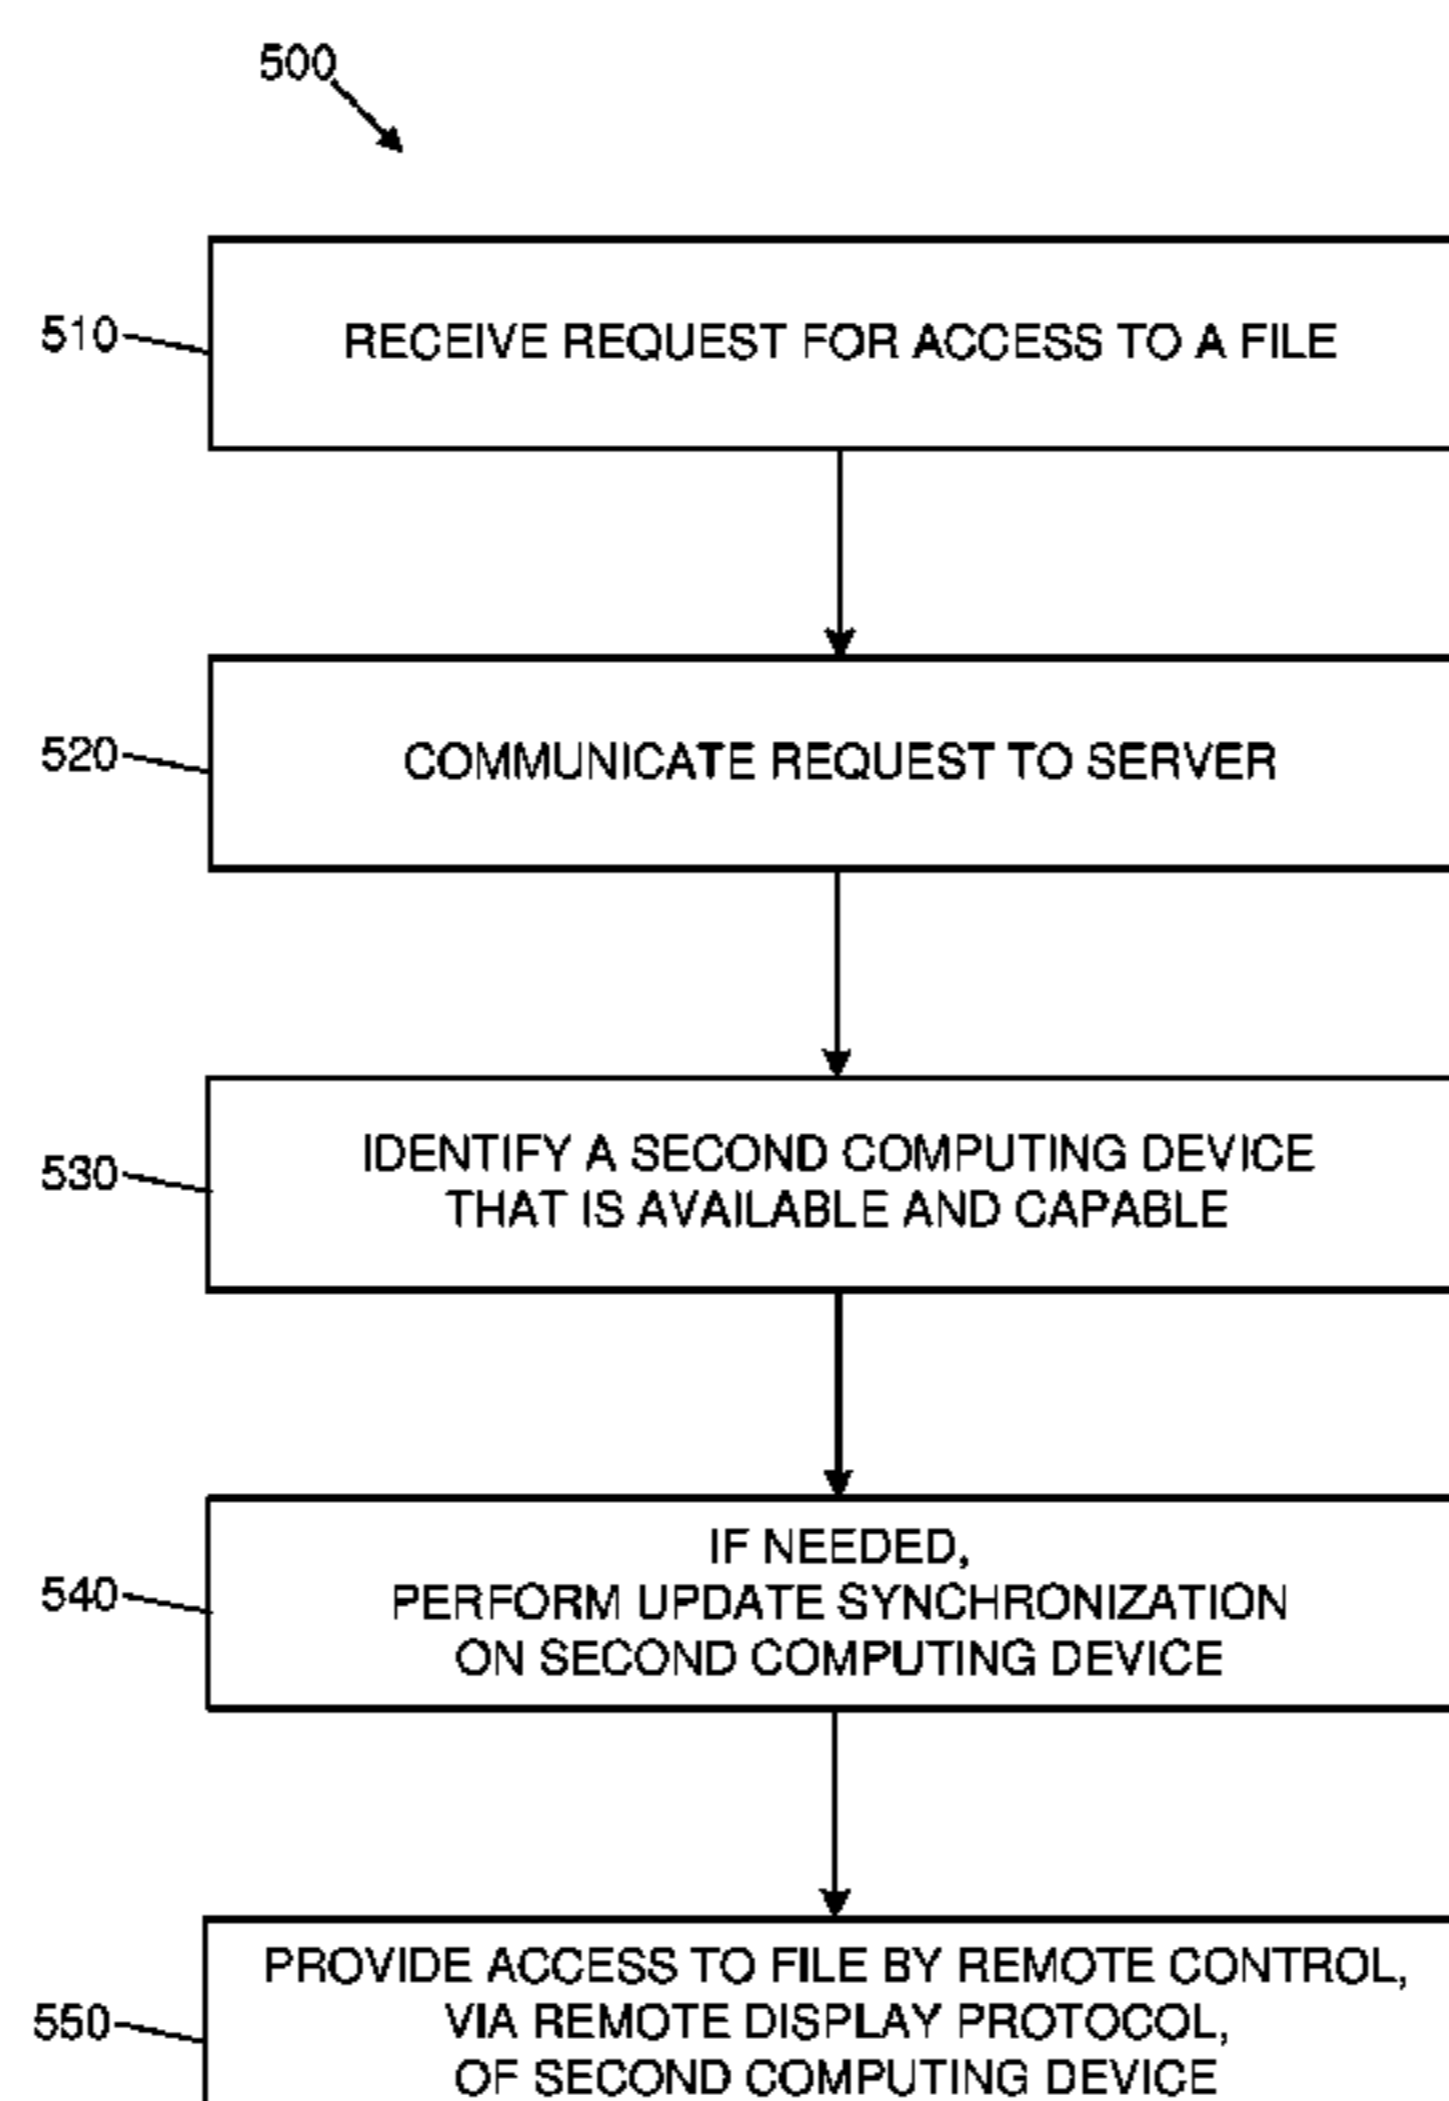 500
510
RECEIVE REQUEST FOR ACCESS TO A FILE
520
COMMUNICATE REQUEST TO SERVER
530
IDENTIFY A SECOND COMPUTING DEVICE
THAT IS AVAILABLE AND CAPABLE
540
IF NEEDED,
PERFORM UPDATE SYNCHRONIZATION
ON SECOND COMPUTING DEVICE
550
PROVIDE ACCESS TO FILE BY REMOTE CONTROL,
VIA REMOTE DISPLAY PROTOCOL,
OF SECOND COMPUTING DEVICE